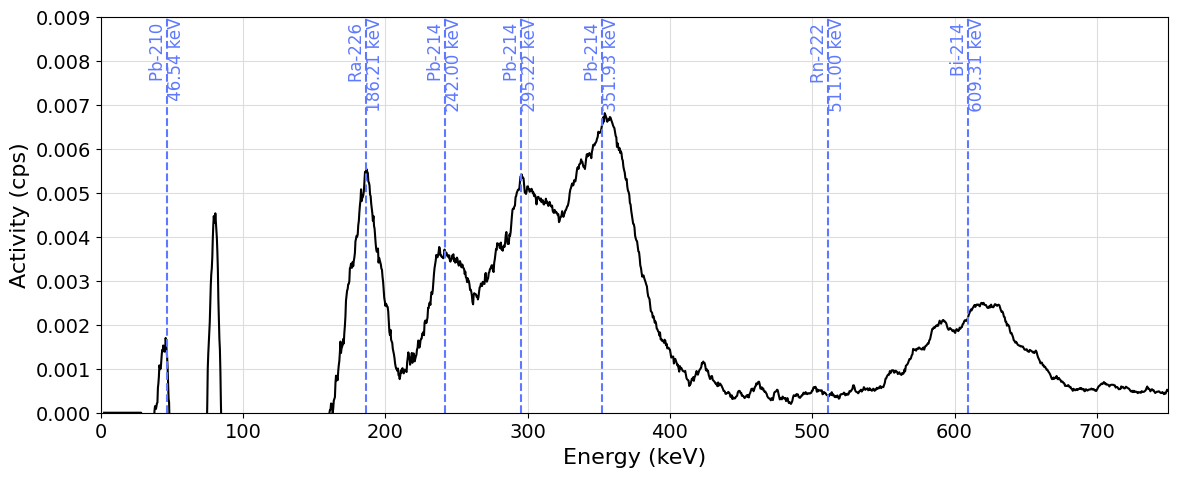 0.009
0.008
0.007
0.006
0.005
0.004
0.003
0.002
0.001
0.000
Activity (cps)
Pb-210
46.54 keV
Ra-226
186.21 keV
Pb-214
242.00 keV
Pb-214
295.22 keV
Pb-214
351.93 keV
Rn-222
511.00 keV
Bi-214
609.31 keV
0 100 200 300 400 500 600 700
Energy (keV)